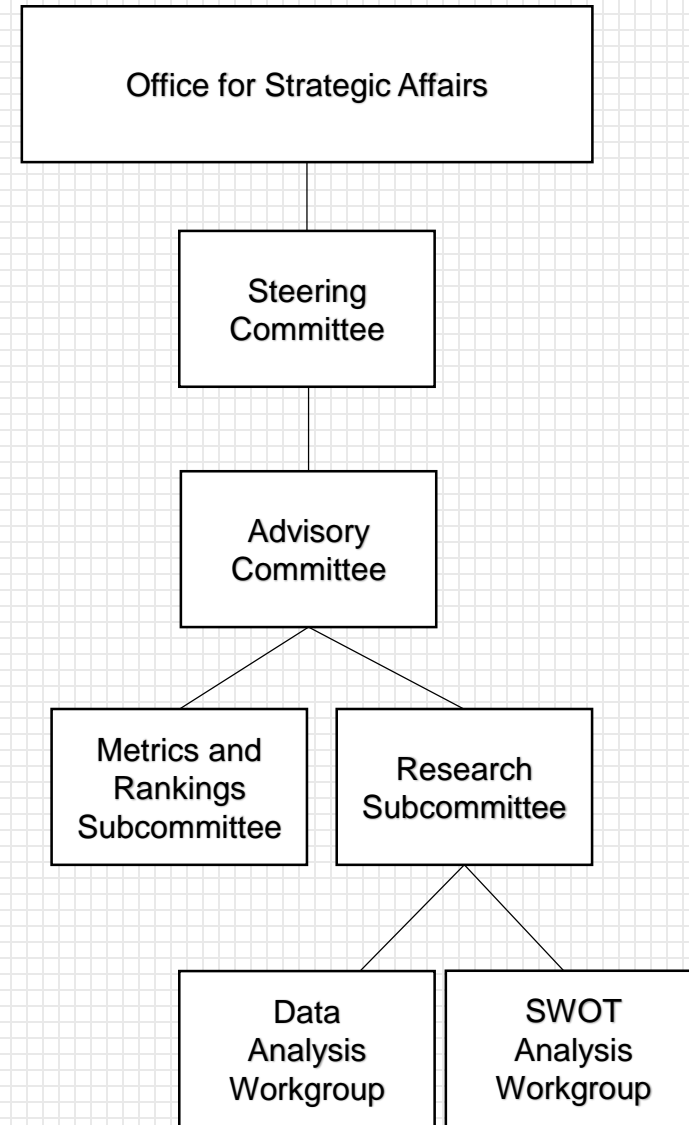 Office for Strategic Affairs
Steering
Committee
Advisory
Committee
Metrics and
Rankings
Subcommittee
Research
Subcommittee
Data
Analysis
Workgroup
SWOT
Analysis
Workgroup